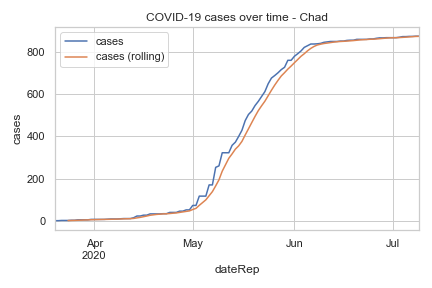 COVID-19 cases over time - Chad
cases
cases (rolling)
cases
800
600
400
200
0
Apr
2020
May
Jun
Jul
dateRep